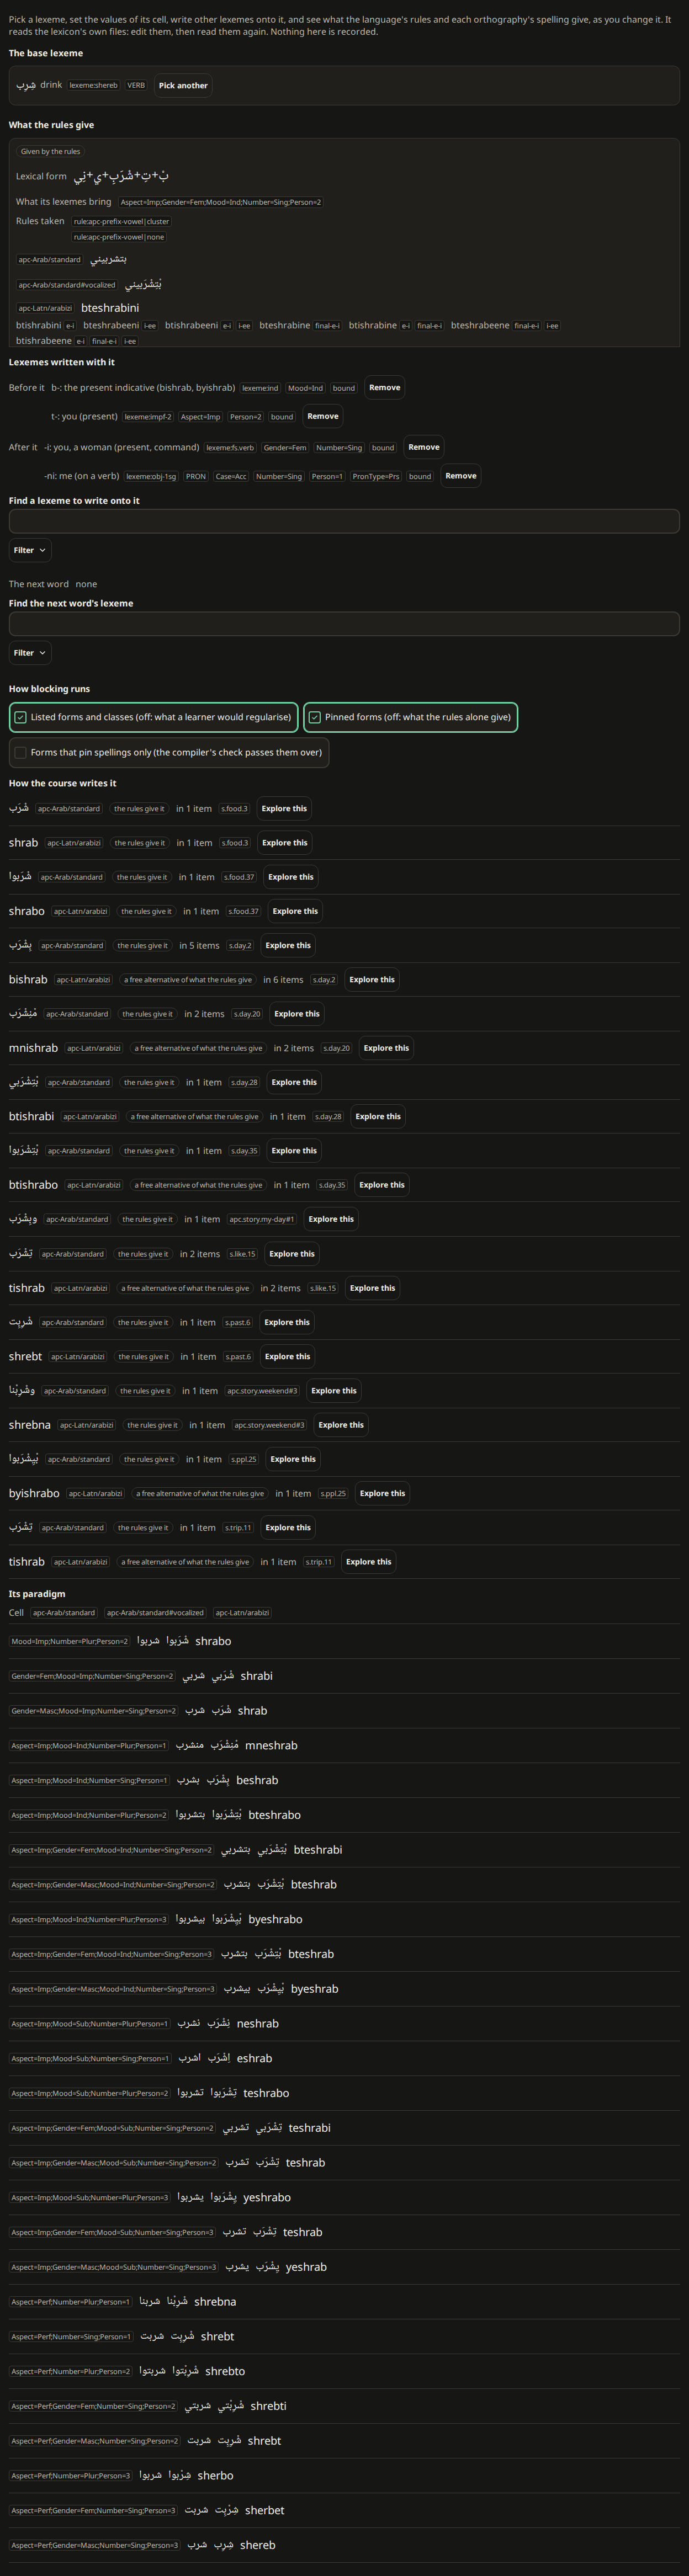 Pick a lexeme, set the values of its cell, write other lexemes onto it, and see what the language's rules and each orthography's spelling give, as you change it. It
reads the lexicon's own files: edit them, then read them again. Nothing here is recorded.
The base lexeme
شِرِب drink lexeme:shereb VERB Pick another
What the rules give
Given by the rules
Lexical form بْ+تِ+شْرَبِ+ي+نِي
What its lexemes bring Aspect=Imp;Gender=Fem;Mood=Ind;Number=Sing;Person=2
Rules taken rule:apc-prefix-vowel|cluster
rule:apc-prefix-vowel|none
apc-Arab/standard بتشربيني
apc-Arab/standard#vocalized بْتِشْرَبيني
apc-Latn/arabizi bteshrabini
btishrabini e-i bteshrabeeni i-ee btishrabeeni e-i i-ee bteshrabine final-e-i btishrabine e-i final-e-i bteshrabeene final-e-i i-ee
btishrabeene e-i final-e-i i-ee
Lexemes written with it
Before it b-: the present indicative (bishrab, byishrab) lexeme:ind Mood=Ind bound Remove
t-: you (present) lexeme:impf-2 Aspect=Imp Person=2 bound Remove
After it -i: you, a woman (present, command) lexeme:fs.verb Gender=Fem Number=Sing bound Remove
-ni: me (on a verb) lexeme:obj-1sg PRON Case=Acc Number=Sing Person=1 PronType=Prs bound Remove
Find a lexeme to write onto it
Filter
The next word none
Find the next word's lexeme
Filter
How blocking runs
Listed forms and classes (off: what a learner would regularise) Pinned forms (off: what the rules alone give)
Forms that pin spellings only (the compiler's check passes them over)
How the course writes it
شْرَب apc-Arab/standard the rules give it in 1 item s.food.3 Explore this
shrab apc-Latn/arabizi the rules give it in 1 item s.food.3 Explore this
شْرَبوا apc-Arab/standard the rules give it in 1 item s.food.37 Explore this
shrabo apc-Latn/arabizi the rules give it in 1 item s.food.37 Explore this
بِشْرَب apc-Arab/standard the rules give it in 5 items s.day.2 Explore this
bishrab apc-Latn/arabizi a free alternative of what the rules give in 6 items s.day.2 Explore this
مْنِشْرَب apc-Arab/standard the rules give it in 2 items s.day.20 Explore this
mnishrab apc-Latn/arabizi a free alternative of what the rules give in 2 items s.day.20 Explore this
بْتِشْرَبي apc-Arab/standard the rules give it in 1 item s.day.28 Explore this
btishrabi apc-Latn/arabizi a free alternative of what the rules give in 1 item s.day.28 Explore this
بْتِشْرَبوا apc-Arab/standard the rules give it in 1 item s.day.35 Explore this
btishrabo apc-Latn/arabizi a free alternative of what the rules give in 1 item s.day.35 Explore this
وبِشْرَب apc-Arab/standard the rules give it in 1 item apc.story.my-day#1 Explore this
تِشْرَب apc-Arab/standard the rules give it in 2 items s.like.15 Explore this
tishrab apc-Latn/arabizi a free alternative of what the rules give in 2 items s.like.15 Explore this
شْرِبِت apc-Arab/standard the rules give it in 1 item s.past.6 Explore this
shrebt apc-Latn/arabizi the rules give it in 1 item s.past.6 Explore this
وشْرِبْنا apc-Arab/standard the rules give it in 1 item apc.story.weekend#3 Explore this
shrebna apc-Latn/arabizi the rules give it in 1 item apc.story.weekend#3 Explore this
بْيِشْرَبوا apc-Arab/standard the rules give it in 1 item s.ppl.25 Explore this
byishrabo apc-Latn/arabizi a free alternative of what the rules give in 1 item s.ppl.25 Explore this
تِشْرَب apc-Arab/standard the rules give it in 1 item s.trip.11 Explore this
tishrab apc-Latn/arabizi a free alternative of what the rules give in 1 item s.trip.11 Explore this
Its paradigm
Cell apc-Arab/standard apc-Arab/standard#vocalized apc-Latn/arabizi
Mood=Imp;Number=Plur;Person=2 شربوا شْرَبوا shrabo
Gender=Fem;Mood=Imp;Number=Sing;Person=2 شربي شْرَبي shrabi
Gender=Masc;Mood=Imp;Number=Sing;Person=2 شرب شْرَب shrab
Aspect=Imp;Mood=Ind;Number=Plur;Person=1 منشرب مْنِشْرَب mneshrab
Aspect=Imp;Mood=Ind;Number=Sing;Person=1 بشرب بِشْرَب beshrab
Aspect=Imp;Mood=Ind;Number=Plur;Person=2 بتشربوا بْتِشْرَبوا bteshrabo
Aspect=Imp;Gender=Fem;Mood=Ind;Number=Sing;Person=2 بتشربي بْتِشْرَبي bteshrabi
Aspect=Imp;Gender=Masc;Mood=Ind;Number=Sing;Person=2 بتشرب بْتِشْرَب bteshrab
Aspect=Imp;Mood=Ind;Number=Plur;Person=3 بيشربوا بْيِشْرَبوا byeshrabo
Aspect=Imp;Gender=Fem;Mood=Ind;Number=Sing;Person=3 بتشرب بْتِشْرَب bteshrab
Aspect=Imp;Gender=Masc;Mood=Ind;Number=Sing;Person=3 بيشرب بْيِشْرَب byeshrab
Aspect=Imp;Mood=Sub;Number=Plur;Person=1 نشرب نِشْرَب neshrab
Aspect=Imp;Mood=Sub;Number=Sing;Person=1 اشرب اِشْرَب eshrab
Aspect=Imp;Mood=Sub;Number=Plur;Person=2 تشربوا تِشْرَبوا teshrabo
Aspect=Imp;Gender=Fem;Mood=Sub;Number=Sing;Person=2 تشربي تِشْرَبي teshrabi
Aspect=Imp;Gender=Masc;Mood=Sub;Number=Sing;Person=2 تشرب تِشْرَب teshrab
Aspect=Imp;Mood=Sub;Number=Plur;Person=3 يشربوا يِشْرَبوا yeshrabo
Aspect=Imp;Gender=Fem;Mood=Sub;Number=Sing;Person=3 تشرب تِشْرَب teshrab
Aspect=Imp;Gender=Masc;Mood=Sub;Number=Sing;Person=3 يشرب يِشْرَب yeshrab
Aspect=Perf;Number=Plur;Person=1 شربنا شْرِبْنا shrebna
Aspect=Perf;Number=Sing;Person=1 شربت شْرِبِت shrebt
Aspect=Perf;Number=Plur;Person=2 شربتوا شْرِبْتوا shrebto
Aspect=Perf;Gender=Fem;Number=Sing;Person=2 شربتي شْرِبْتي shrebti
Aspect=Perf;Gender=Masc;Number=Sing;Person=2 شربت شْرِبِت shrebt
Aspect=Perf;Number=Plur;Person=3 شربوا شِرْبوا sherbo
Aspect=Perf;Gender=Fem;Number=Sing;Person=3 شربت شِرْبِت sherbet
Aspect=Perf;Gender=Masc;Number=Sing;Person=3 شرب شِرِب shereb